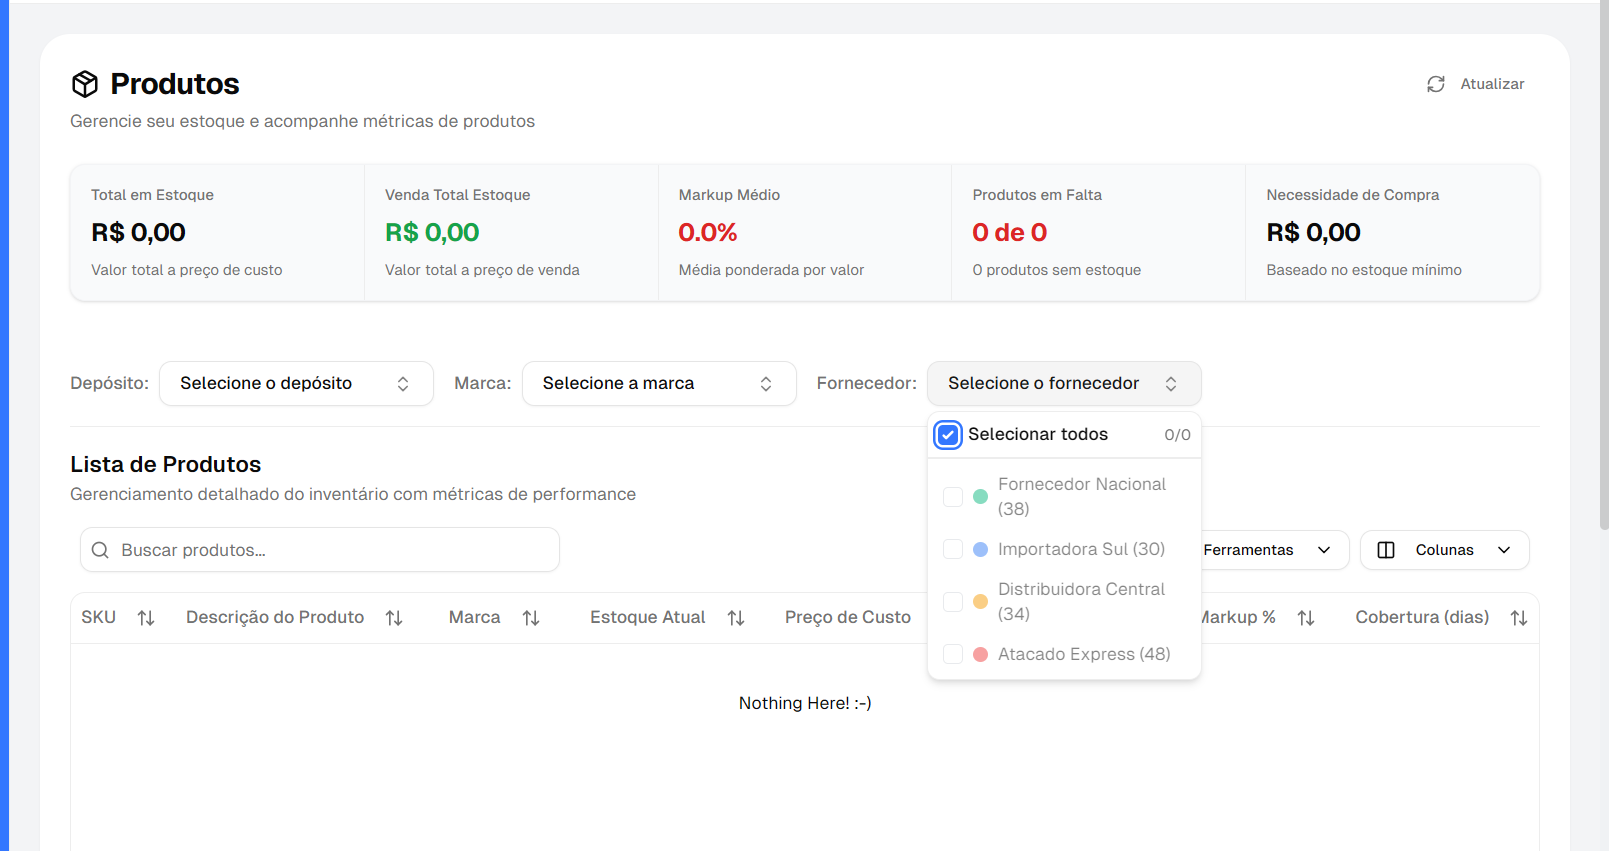 Produtos
Atualizar
Gerencie seu estoque e acompanhe métricas de produtos
Total em Estoque
R$ 0,00
Valor total a preço de custo
Venda Total Estoque
R$ 0,00
Valor total a preço de venda
Markup Médio
0.0%
Média ponderada por valor
Produtos em Falta
0 de 0
0 produtos sem estoque
Necessidade de Compra
R$ 0,00
Baseado no estoque mínimo
Depósito: Selecione o depósito
Marca: Selecione a marca
Fornecedor: Selecione o fornecedor
Selecionar todos 0/0
Fornecedor Nacional
(38)
Importadora Sul (30)
Distribuidora Central
(34)
Atacado Express (48)
Lista de Produtos
Gerenciamento detalhado do inventário com métricas de performance
Buscar produtos...
Ferramentas
Colunas
SKU Descrição do Produto Marca Estoque Atual Preço de Custo Markup % Cobertura (dias)
Nothing Here! :-)